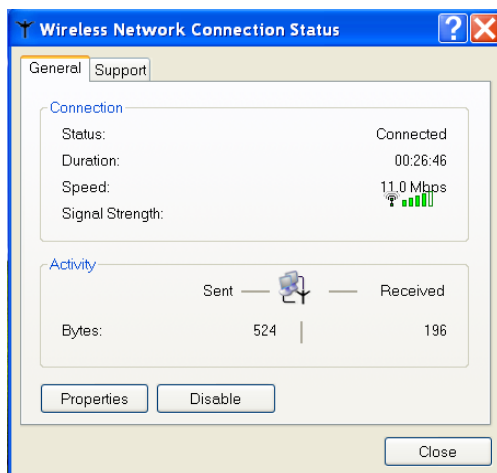 Wireless Network Connection Status
General Support
Connection
Status: Connected
Duration: 00:26:46
Speed: 11.0 Mbps
Signal Strength:
Activity
Sent Received
Bytes: 524 196
Properties Disable
Close